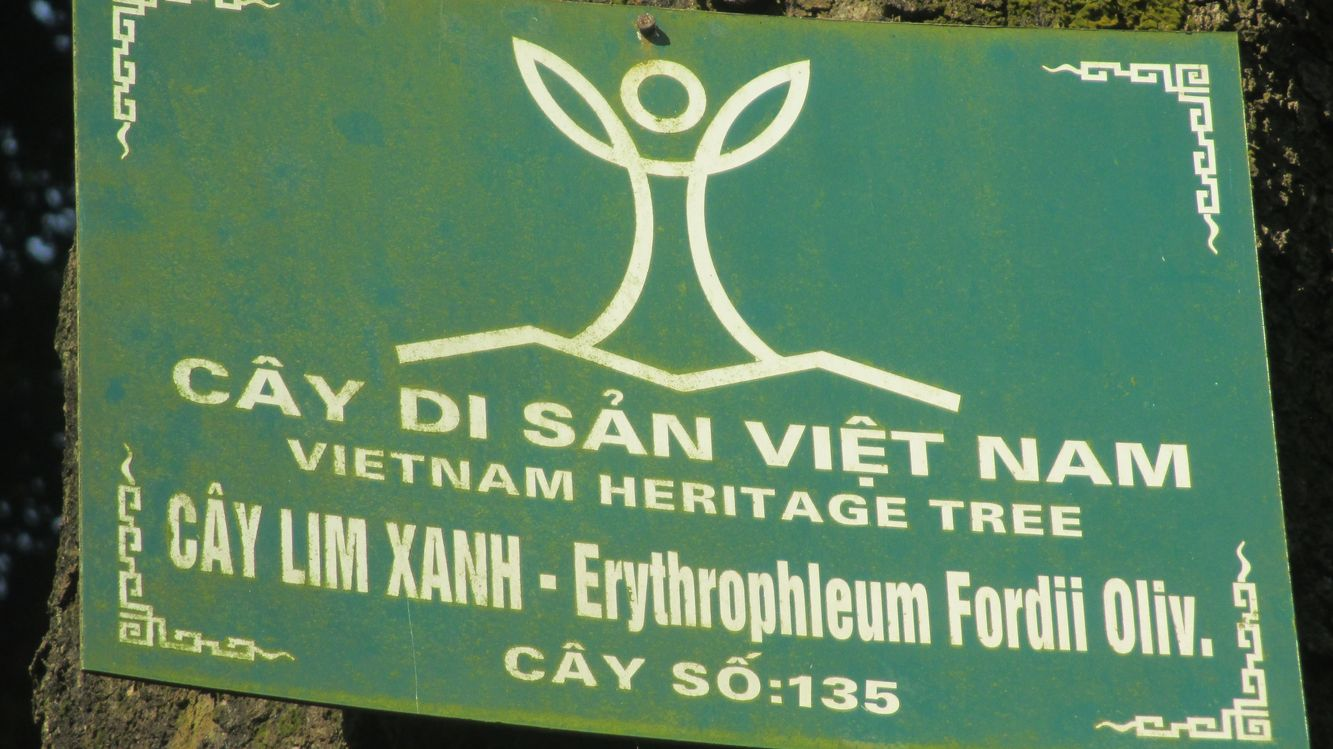 CÂY DI SẢN VIỆT NAM
VIETNAM HERITAGE TREE
CÂY LIM XANH - Erythrophleum Fordii Oliv.
CÂY SỐ:135